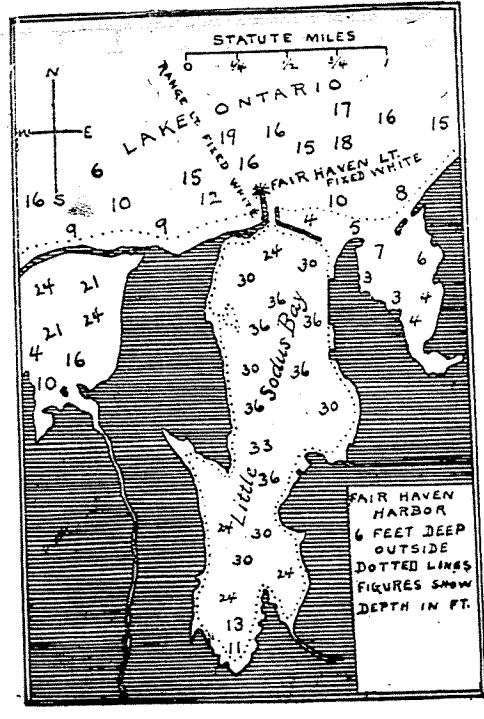 STATUTE MILES
0 1/4 1/2 3/4 1
N
W E
S
LAKE ONTARIO
RANGE LT. FIXED WHITE
17
19 16 16 15
15 18
6 15 16
FAIR HAVEN LT.
FIXED WHITE
16 10 12 10 8
9 9 4 5
24 7 6
30 30
24 21 3 3 4
36 4
21 24 36 36
4 16
10
30 36
36 30
Little Sodus Bay
33
36
24 30
30
24 24
13
11
FAIR HAVEN
HARBOR
6 FEET DEEP
OUTSIDE
DOTTED LINES
FIGURES SHOW
DEPTH IN FT.